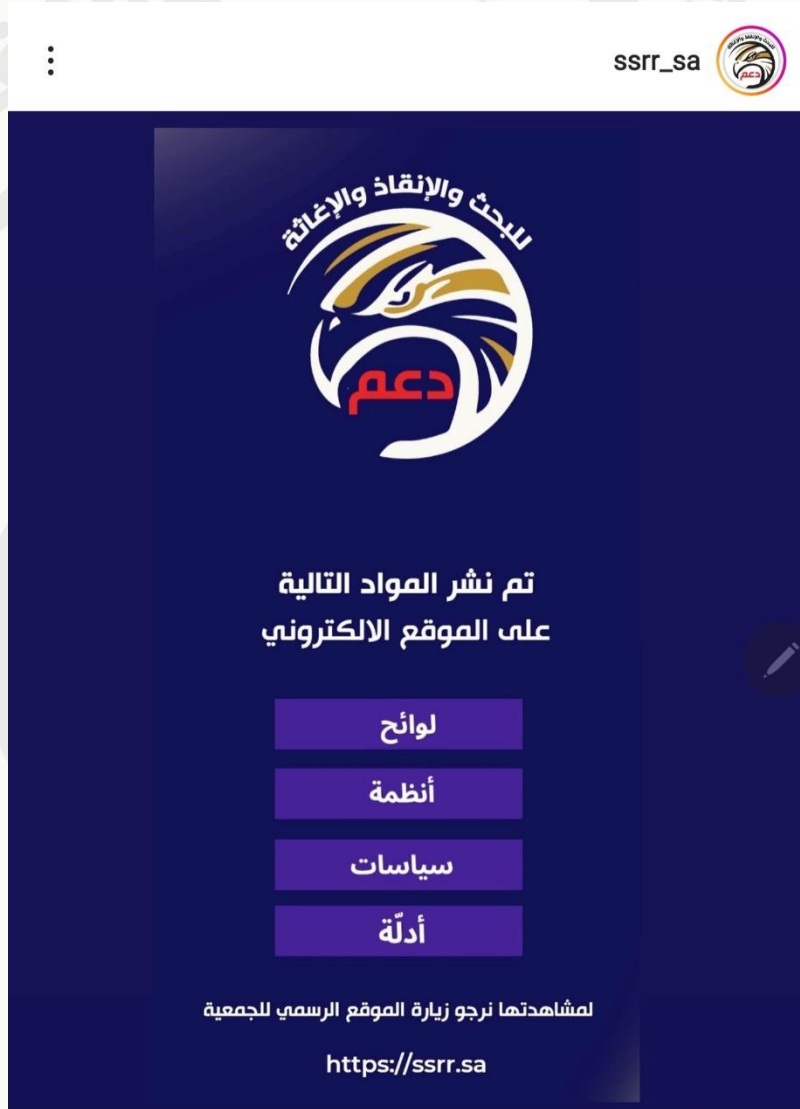 ssrr_sa
للبحث والإنقاذ والإغاثة
دعم
تم نشر المواد التالية
على الموقع الالكتروني
لوائح
أنظمة
سياسات
أدلّة
لمشاهدتها نرجو زيارة الموقع الرسمي للجمعية
https://ssrr.sa